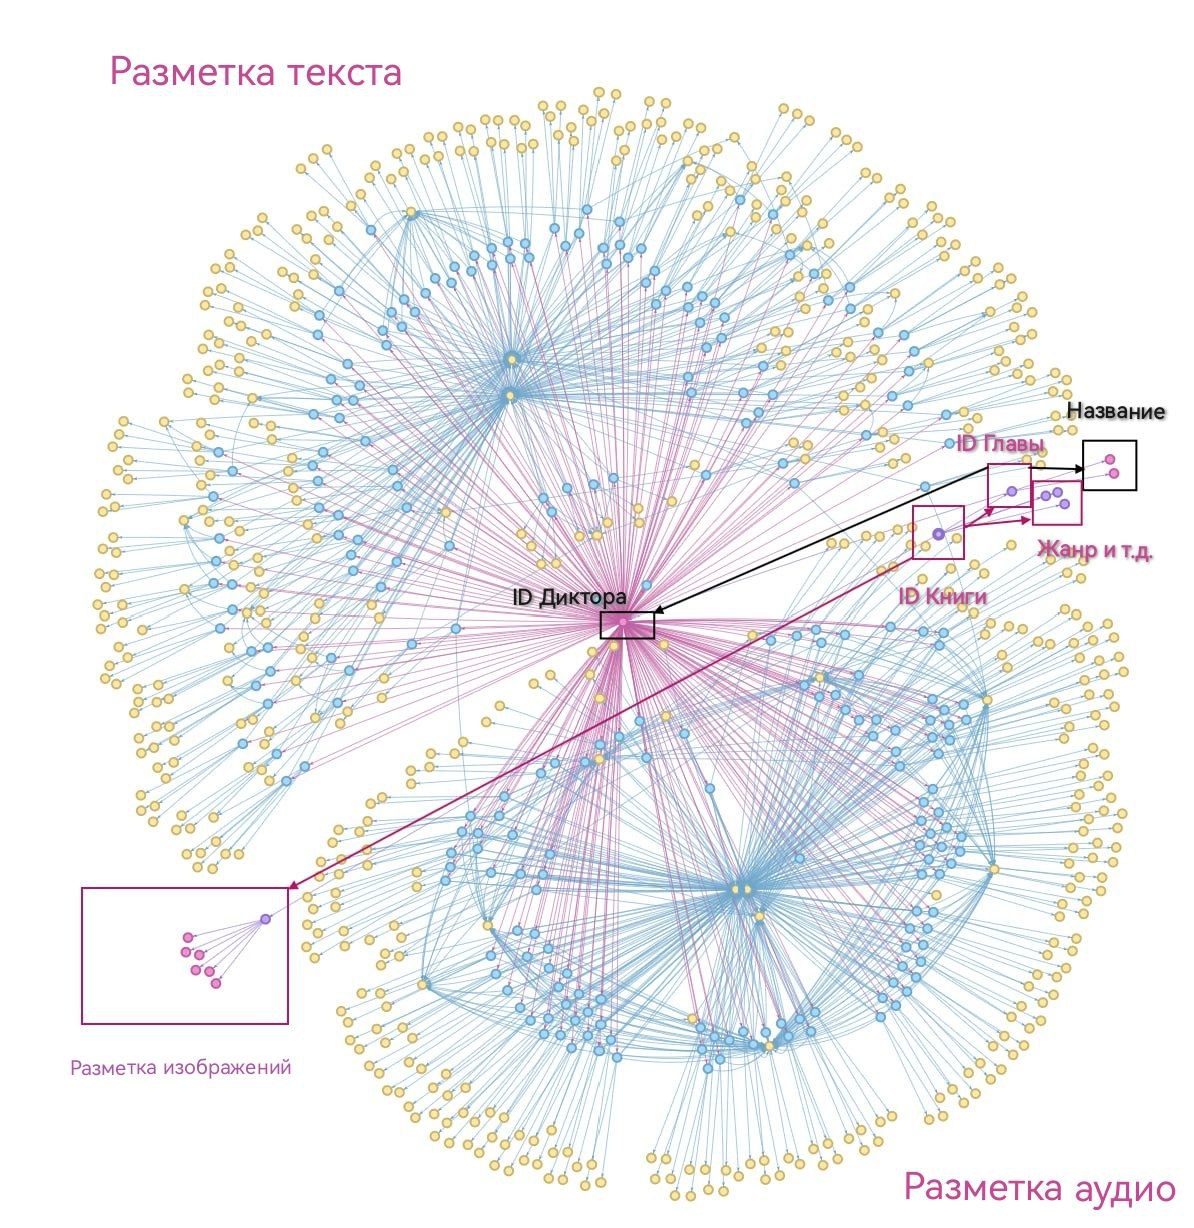 Разметка текста
Название
ID Главы
Жанр и т.д.
ID Диктора
ID Книги
Разметка изображений
Разметка аудио